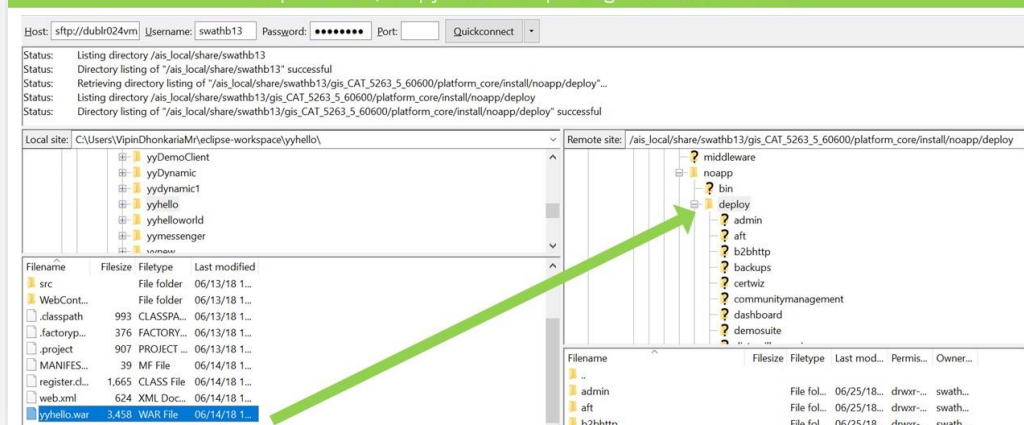 Host: sftp://dublr024vm Username: swathb13 Password: ●●●●●●●● Port: Quickconnect
Status: Listing directory /ais_local/share/swathb13
Status: Directory listing of "/ais_local/share/swathb13" successful
Status: Retrieving directory listing of "/ais_local/share/swathb13/gis_CAT_5263_5_60600/platform_core/install/noapp/deploy"...
Status: Listing directory /ais_local/share/swathb13/gis_CAT_5263_5_60600/platform_core/install/noapp/deploy
Status: Directory listing of "/ais_local/share/swathb13/gis_CAT_5263_5_60600/platform_core/install/noapp/deploy" successful
Local site: C:\Users\VipinDhonkariaMr\eclipse-workspace\yyhello\
yyDemoClient
yyDynamic
yydynamic1
yyhello
yyhelloworld
yymessenger
yynew
Filename Filesize Filetype Last modified
src File folder 06/13/18 1...
WebCont... File folder 06/13/18 1...
.classpath 993 CLASSPA... 06/13/18 1...
.factoryp... 376 FACTORY... 06/13/18 1...
.project 907 PROJECT ... 06/13/18 1...
MANIFES... 39 MF File 06/14/18 1...
register.cl... 1,665 CLASS File 06/14/18 1...
web.xml 624 XML Doc... 06/14/18 1...
yyhello.war 3,458 WAR File 06/14/18 1...
Remote site: /ais_local/share/swathb13/gis_CAT_5263_5_60600/platform_core/install/noapp/deploy
? middleware
noapp
? bin
deploy
? admin
? aft
? b2bhttp
? backups
? certwiz
? communitymanagement
? dashboard
? demosuite
Filename Filesize Filetype Last mod... Permis... Owner...
..
admin File fol... 06/25/18... drwxr-... swath...
aft File fol... 06/25/18... drwxr-... swath...
b2bhttp File fol... 06/25/18... drwxr-... swath...